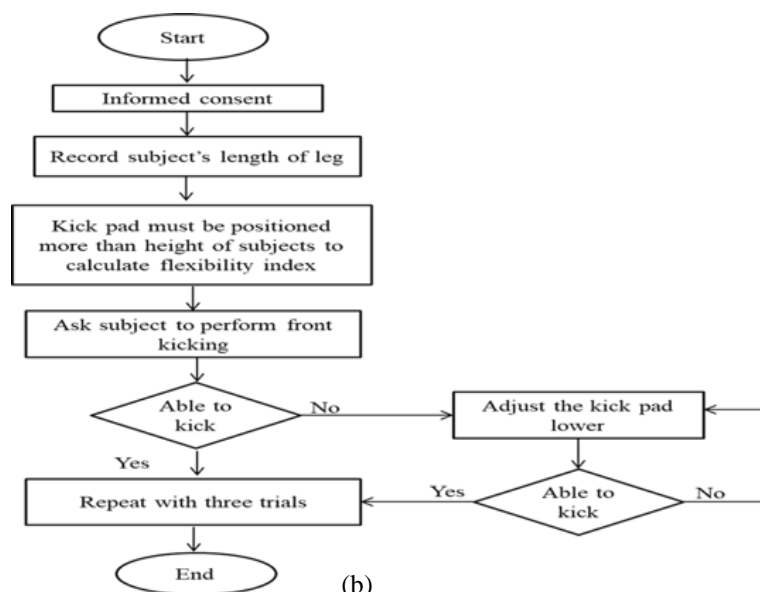 Start
Informed consent
Record subject's length of leg
Kick pad must be positioned
more than height of subjects to
calculate flexibility index
Ask subject to perform front
kicking
Able to
kick
No
Adjust the kick pad
lower
Yes
Repeat with three trials
Yes
Able to
kick
No
End
(b)